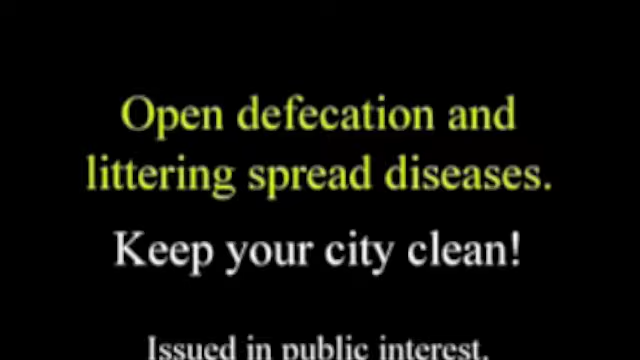 Open defecation and
littering spread diseases.
Keep your city clean!
Issued in public interest.